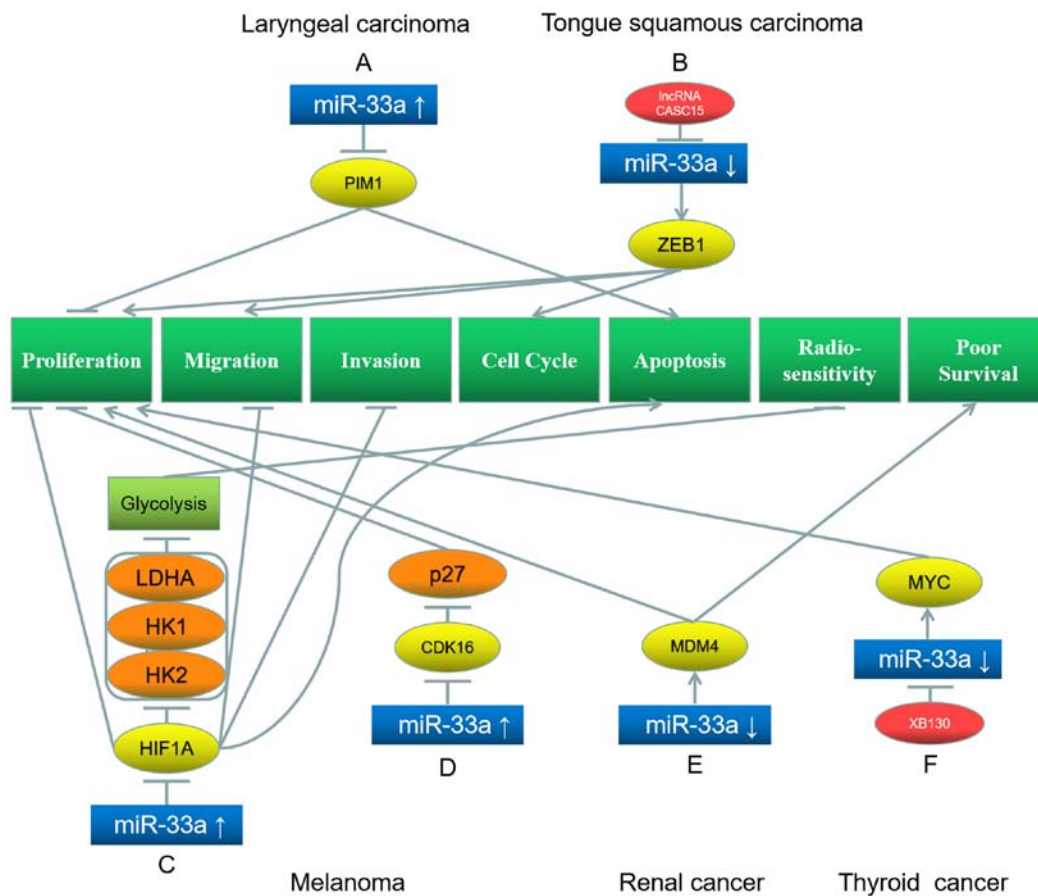 Laryngeal carcinoma
Tongue squamous carcinoma
A
B
miR-33a ↑
lncRNA
CASC15
miR-33a ↓
PIM1
ZEB1
Proliferation
Migration
Invasion
Cell Cycle
Apoptosis
Radio-
sensitivity
Poor
Survival
Glycolysis
LDHA
HK1
HK2
HIF1A
miR-33a ↑
C
p27
CDK16
miR-33a ↑
D
MDM4
miR-33a ↓
E
MYC
miR-33a ↓
XB130
F
Melanoma
Renal cancer
Thyroid cancer